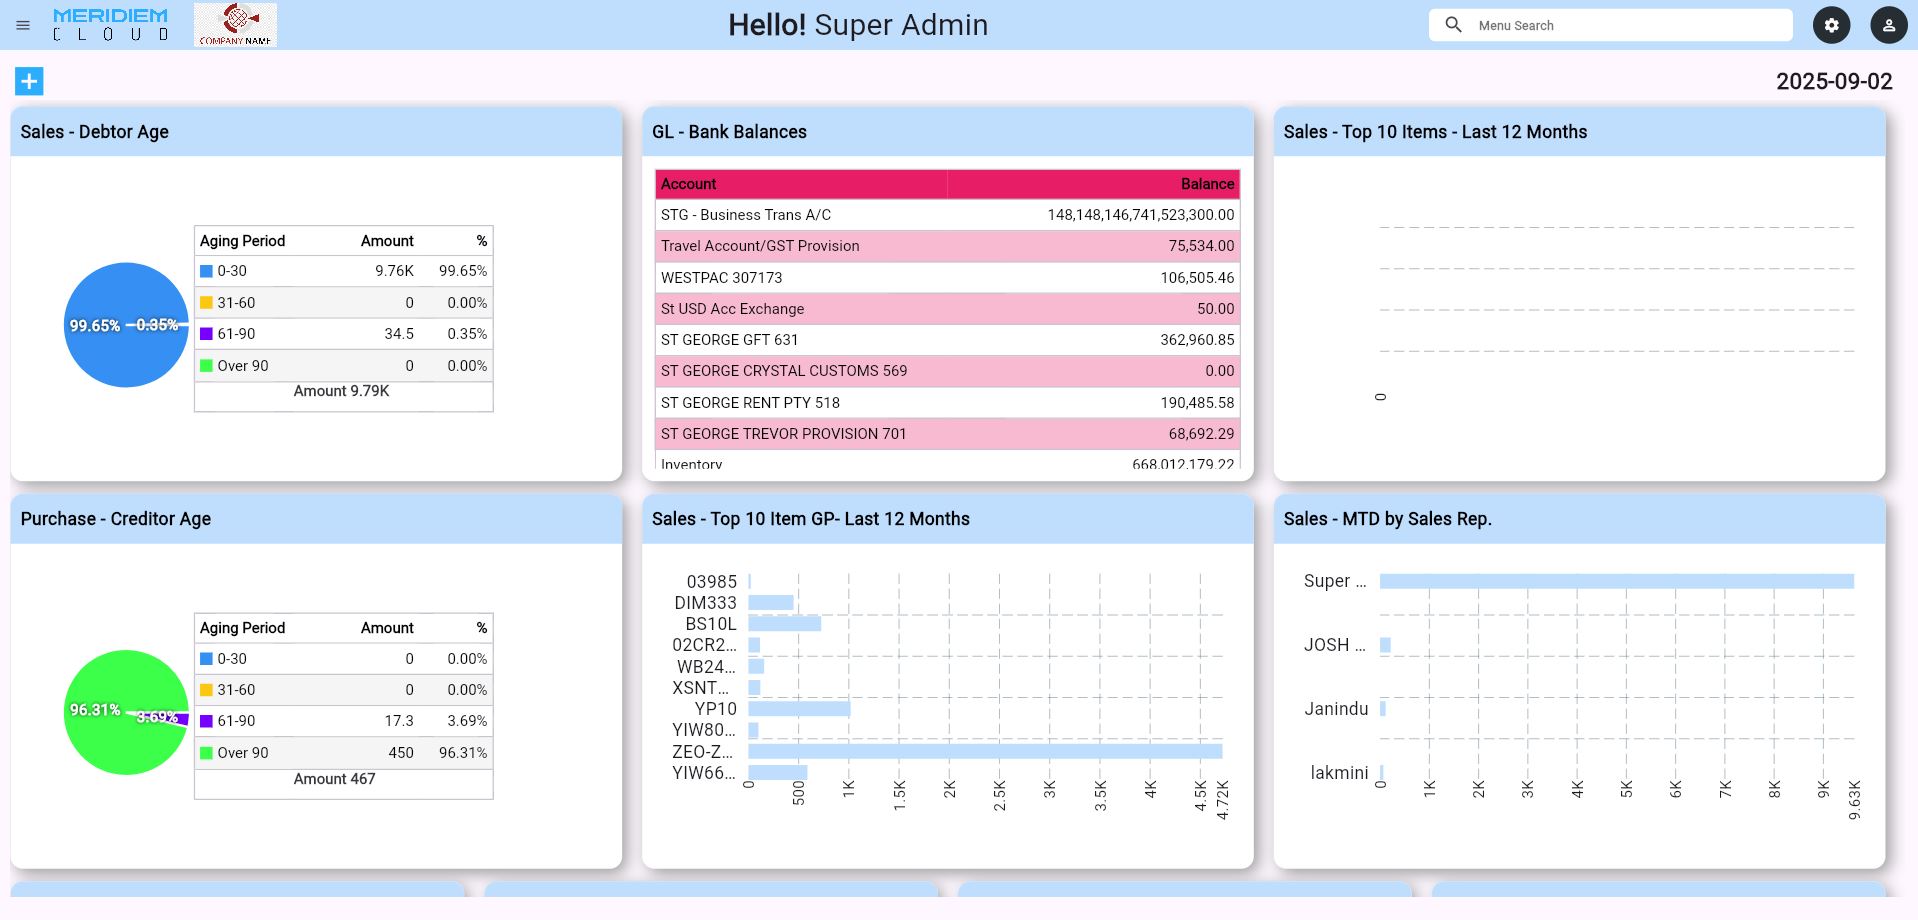 MERIDIEM
CLOUD
COMPANY NAME
Hello! Super Admin
Menu Search
2025-09-02
Sales - Debtor Age
Aging Period Amount %
0-30 9.76K 99.65%
31-60 0 0.00%
61-90 34.5 0.35%
Over 90 0 0.00%
Amount 9.79K
99.65% 0.35%
GL - Bank Balances
Account Balance
STG - Business Trans A/C 148,148,146,741,523,300.00
Travel Account/GST Provision 75,534.00
WESTPAC 307173 106,505.46
St USD Acc Exchange 50.00
ST GEORGE GFT 631 362,960.85
ST GEORGE CRYSTAL CUSTOMS 569 0.00
ST GEORGE RENT PTY 518 190,485.58
ST GEORGE TREVOR PROVISION 701 68,692.29
Inventory 668,012,179.22
Sales - Top 10 Items - Last 12 Months
0
Purchase - Creditor Age
Aging Period Amount %
0-30 0 0.00%
31-60 0 0.00%
61-90 17.3 3.69%
Over 90 450 96.31%
Amount 467
96.31% 3.69%
Sales - Top 10 Item GP- Last 12 Months
03985
DIM333
BS10L
02CR2...
WB24...
XSNT...
YP10
YIW80...
ZEO-Z...
YIW66...
0 500 1K 1.5K 2K 2.5K 3K 3.5K 4K 4.5K 4.72K
Sales - MTD by Sales Rep.
Super ...
JOSH ...
Janindu
lakmini
0 1K 2K 3K 4K 5K 6K 7K 8K 9K 9.63K